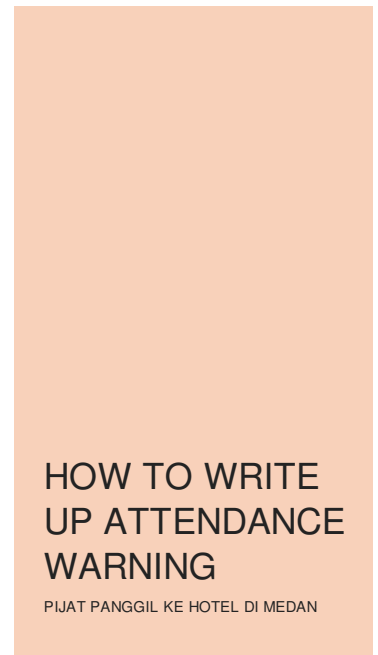 HOW TO WRITE
UP ATTENDANCE
WARNING
PIJAT PANGGIL KE HOTEL DI MEDAN